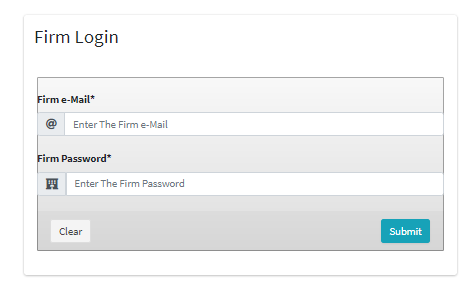 Firm Login
Firm e-Mail*
@ Enter The Firm e-Mail
Firm Password*
Enter The Firm Password
Clear Submit